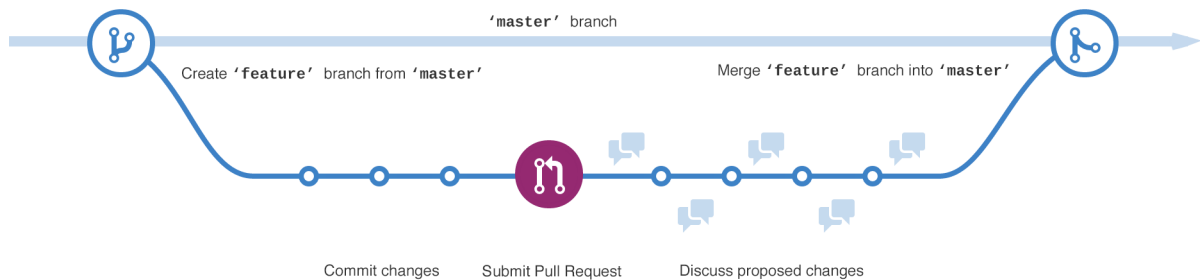 ‘master’ branch
Create ‘feature’ branch from ‘master’
Merge ‘feature’ branch into ‘master’
Commit changes
Submit Pull Request
Discuss proposed changes